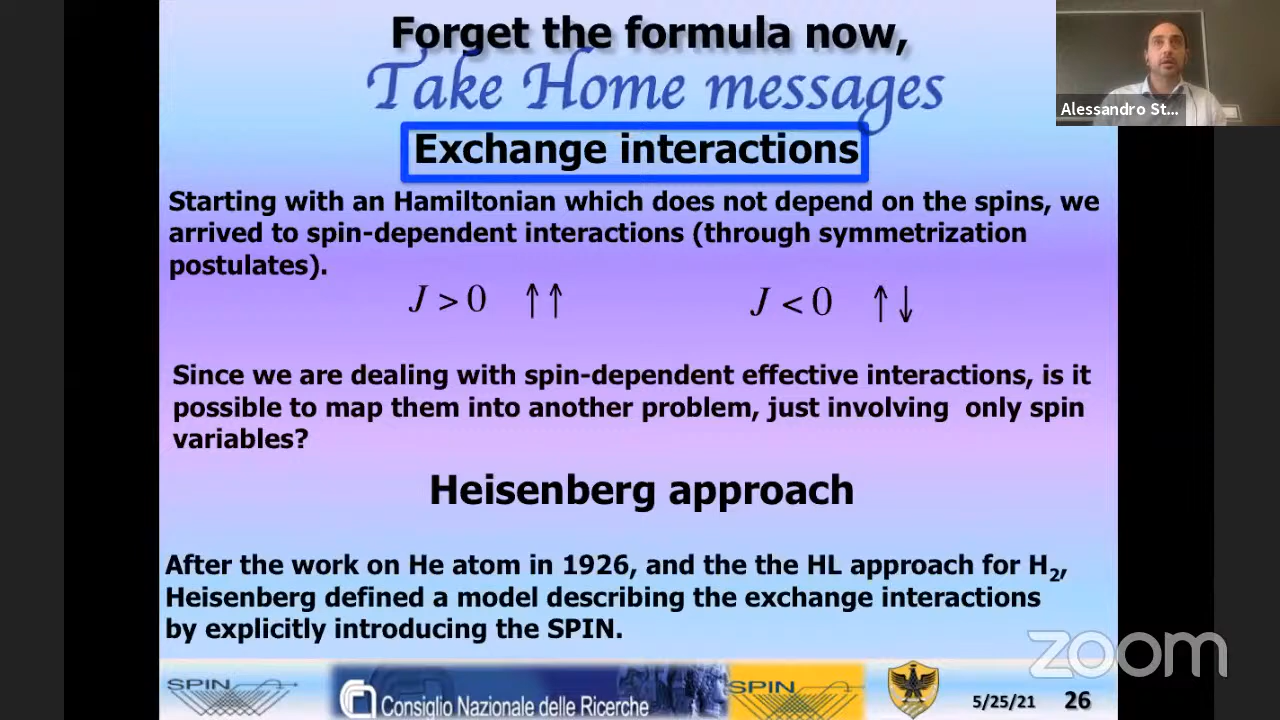 Forget the formula now,
Take Home messages
Alessandro St...
Exchange interactions
Starting with an Hamiltonian which does not depend on the spins, we
arrived to spin-dependent interactions (through symmetrization
postulates).
J > 0 ↑↑ J < 0 ↑↓
Since we are dealing with spin-dependent effective interactions, is it
possible to map them into another problem, just involving only spin
variables?
Heisenberg approach
After the work on He atom in 1926, and the the HL approach for H₂,
Heisenberg defined a model describing the exchange interactions
by explicitly introducing the SPIN.
zoom
SPIN Consiglio Nazionale delle Ricerche SPIN 5/25/21 26